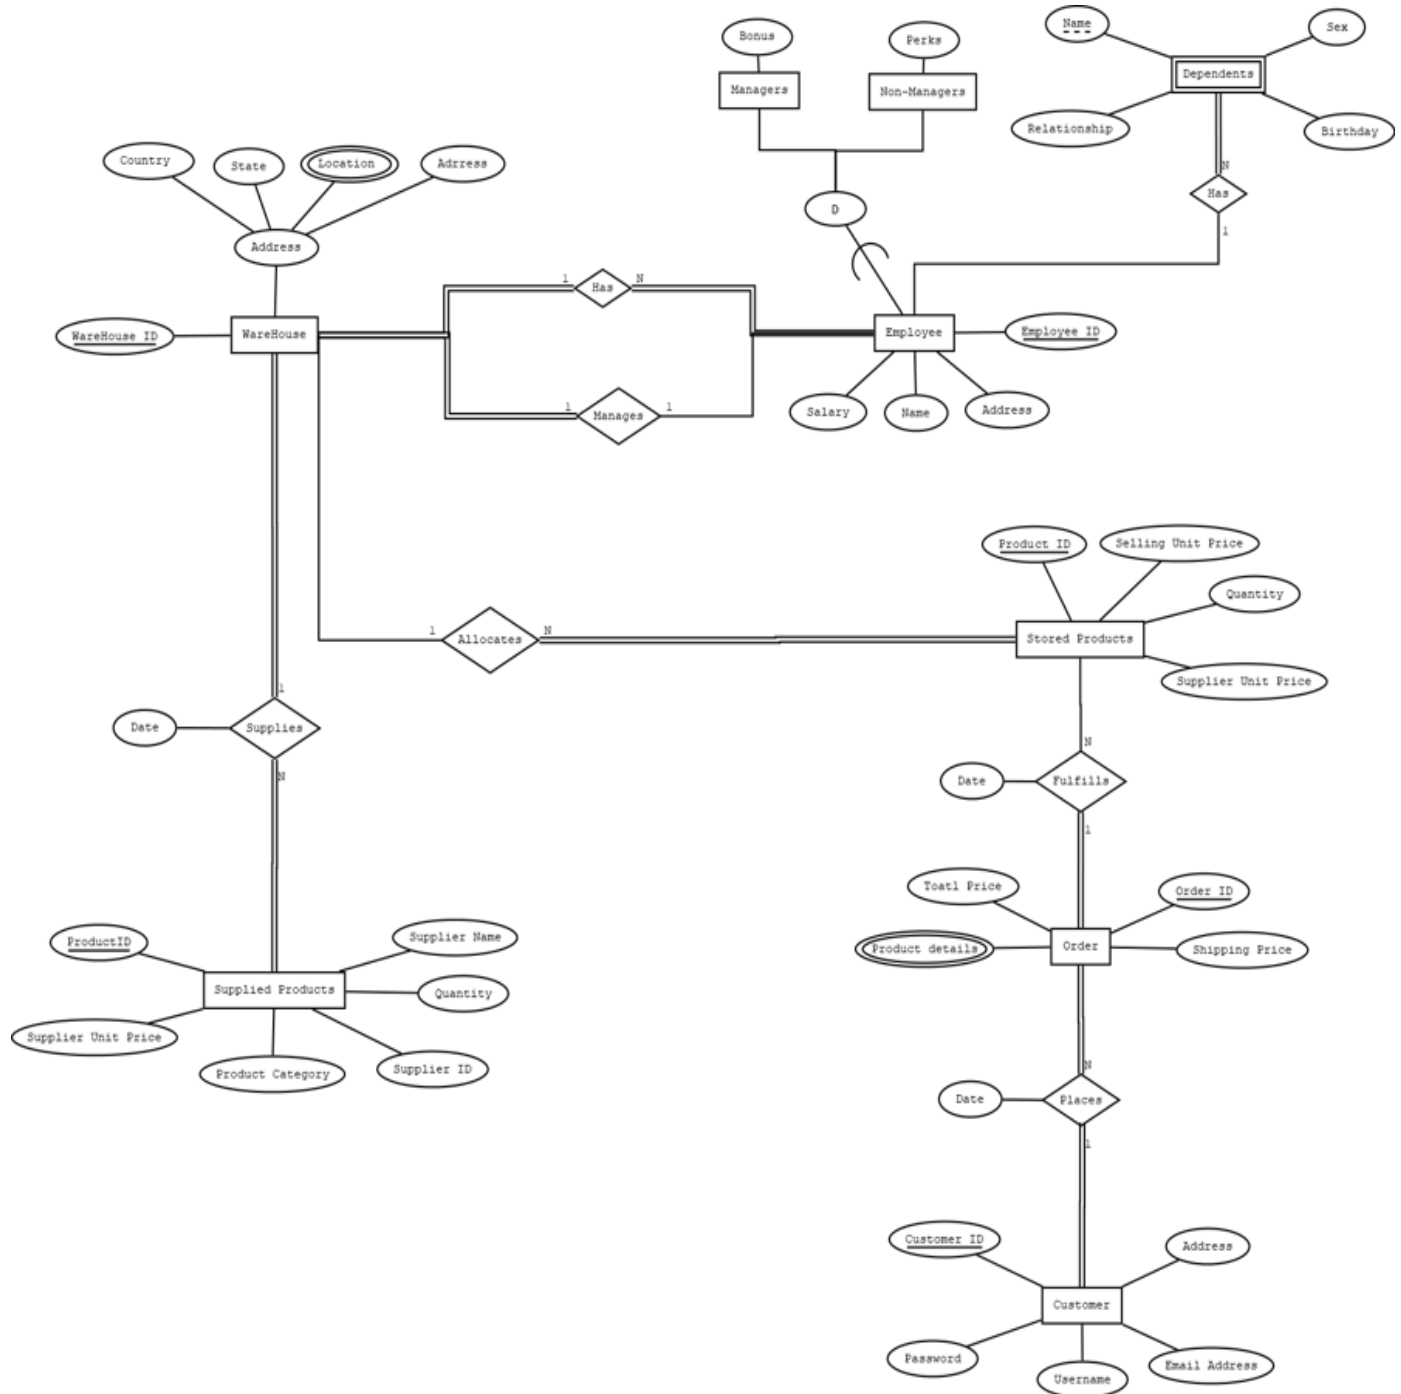 Name
Sex
Bonus
Perks
Dependents
Managers
Non-Managers
Relationship
Birthday
Country
State
Location
Adrress
N
Has
D
1
Address
1
Has
N
WareHouse ID
WareHouse
Employee
Employee ID
1
Manages
1
Salary
Name
Address
Product ID
Selling Unit Price
Quantity
1
Allocates
N
Stored Products
Supplier Unit Price
1
Date
Supplies
N
N
Date
Fulfills
1
Toatl Price
Order ID
Product details
Order
Shipping Price
ProductID
Supplier Name
Supplied Products
Quantity
Supplier Unit Price
Product Category
Supplier ID
N
Date
Places
1
Customer ID
Address
Customer
Password
Username
Email Address